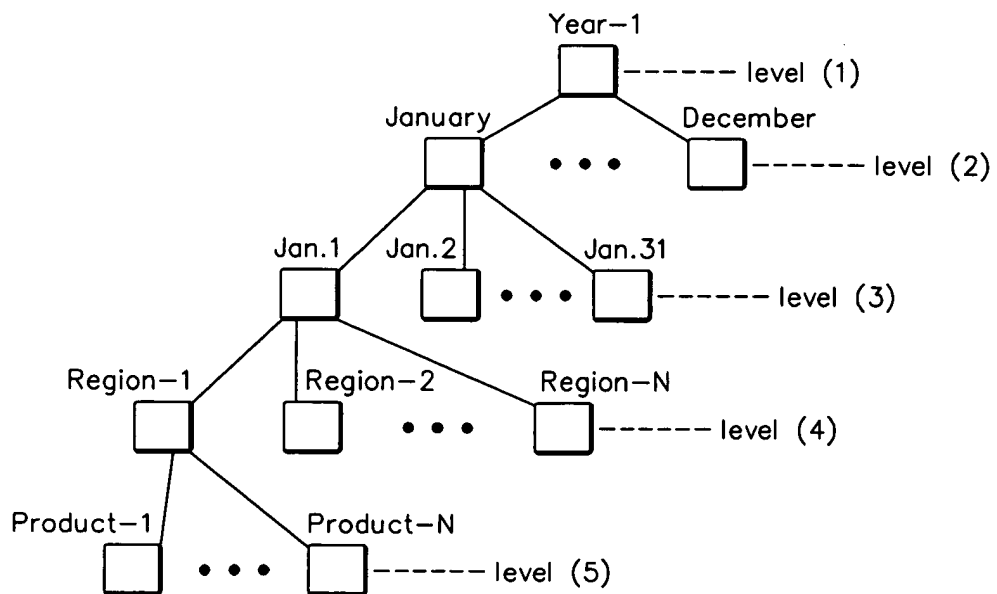 Year-1
level (1)
January
December
level (2)
Jan.1
Jan.2
Jan.31
level (3)
Region-1
Region-2
Region-N
level (4)
Product-1
Product-N
level (5)